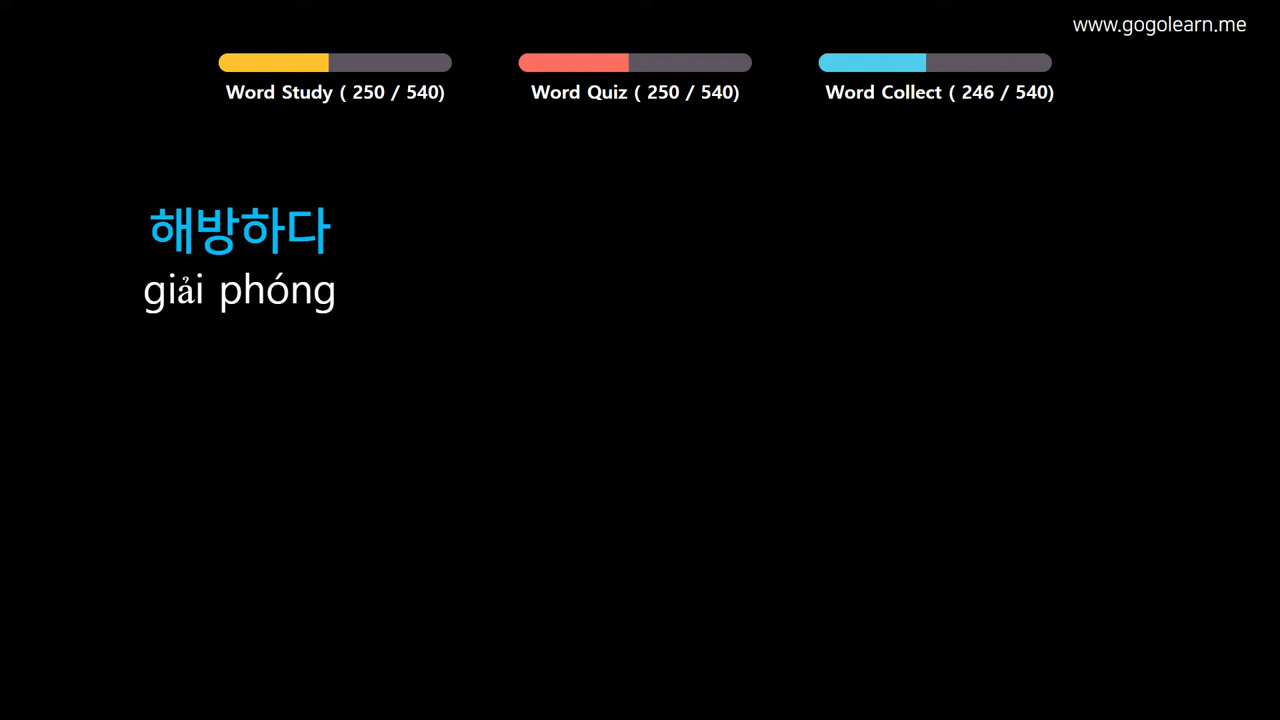 www.gogolearn.me
Word Study ( 250 / 540)
Word Quiz ( 250 / 540)
Word Collect ( 246 / 540)
해방하다
giải phóng